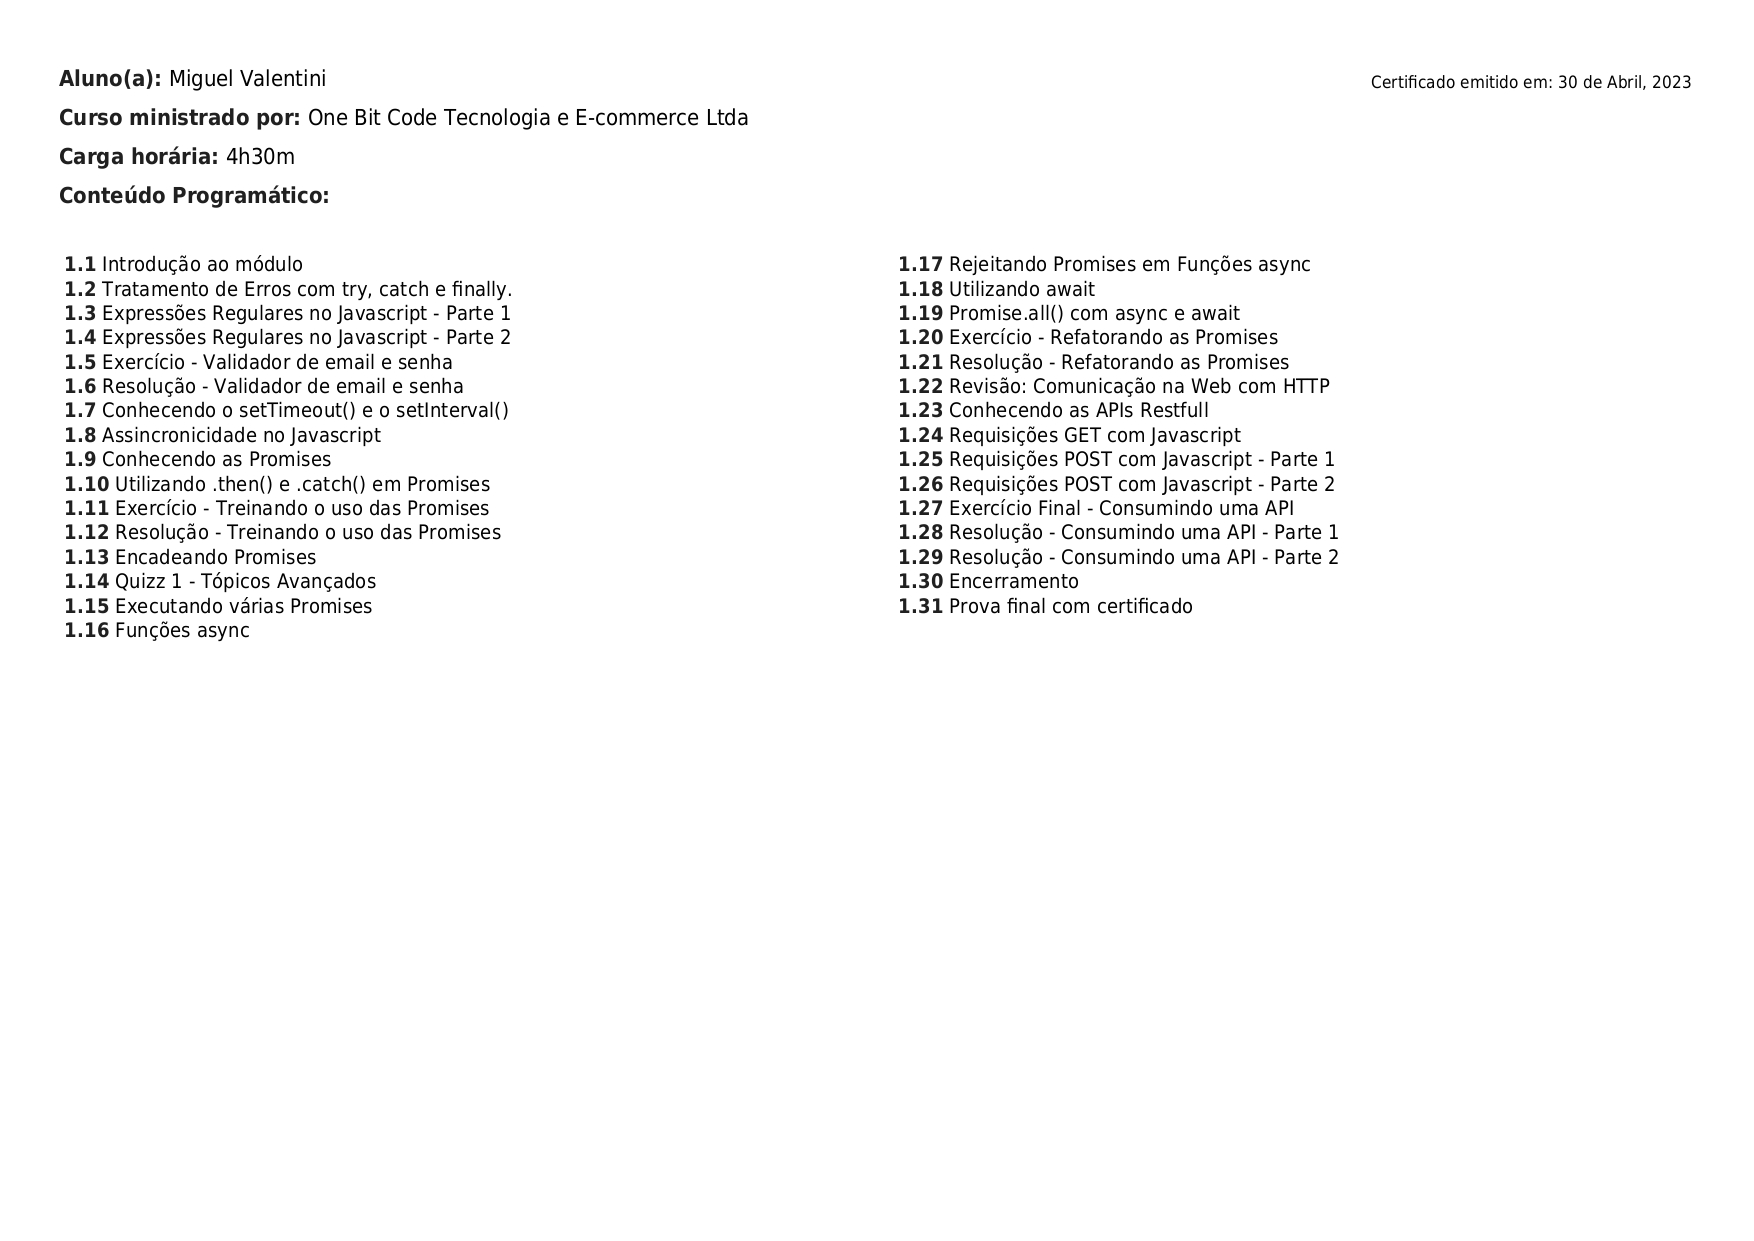 Aluno(a): Miguel Valentini
Certificado emitido em: 30 de Abril, 2023
Curso ministrado por: One Bit Code Tecnologia e E-commerce Ltda
Carga horária: 4h30m
Conteúdo Programático:
1.1 Introdução ao módulo
1.2 Tratamento de Erros com try, catch e finally.
1.3 Expressões Regulares no Javascript - Parte 1
1.4 Expressões Regulares no Javascript - Parte 2
1.5 Exercício - Validador de email e senha
1.6 Resolução - Validador de email e senha
1.7 Conhecendo o setTimeout() e o setInterval()
1.8 Assincronicidade no Javascript
1.9 Conhecendo as Promises
1.10 Utilizando .then() e .catch() em Promises
1.11 Exercício - Treinando o uso das Promises
1.12 Resolução - Treinando o uso das Promises
1.13 Encadeando Promises
1.14 Quizz 1 - Tópicos Avançados
1.15 Executando várias Promises
1.16 Funções async
1.17 Rejeitando Promises em Funções async
1.18 Utilizando await
1.19 Promise.all() com async e await
1.20 Exercício - Refatorando as Promises
1.21 Resolução - Refatorando as Promises
1.22 Revisão: Comunicação na Web com HTTP
1.23 Conhecendo as APIs Restfull
1.24 Requisições GET com Javascript
1.25 Requisições POST com Javascript - Parte 1
1.26 Requisições POST com Javascript - Parte 2
1.27 Exercício Final - Consumindo uma API
1.28 Resolução - Consumindo uma API - Parte 1
1.29 Resolução - Consumindo uma API - Parte 2
1.30 Encerramento
1.31 Prova final com certificado